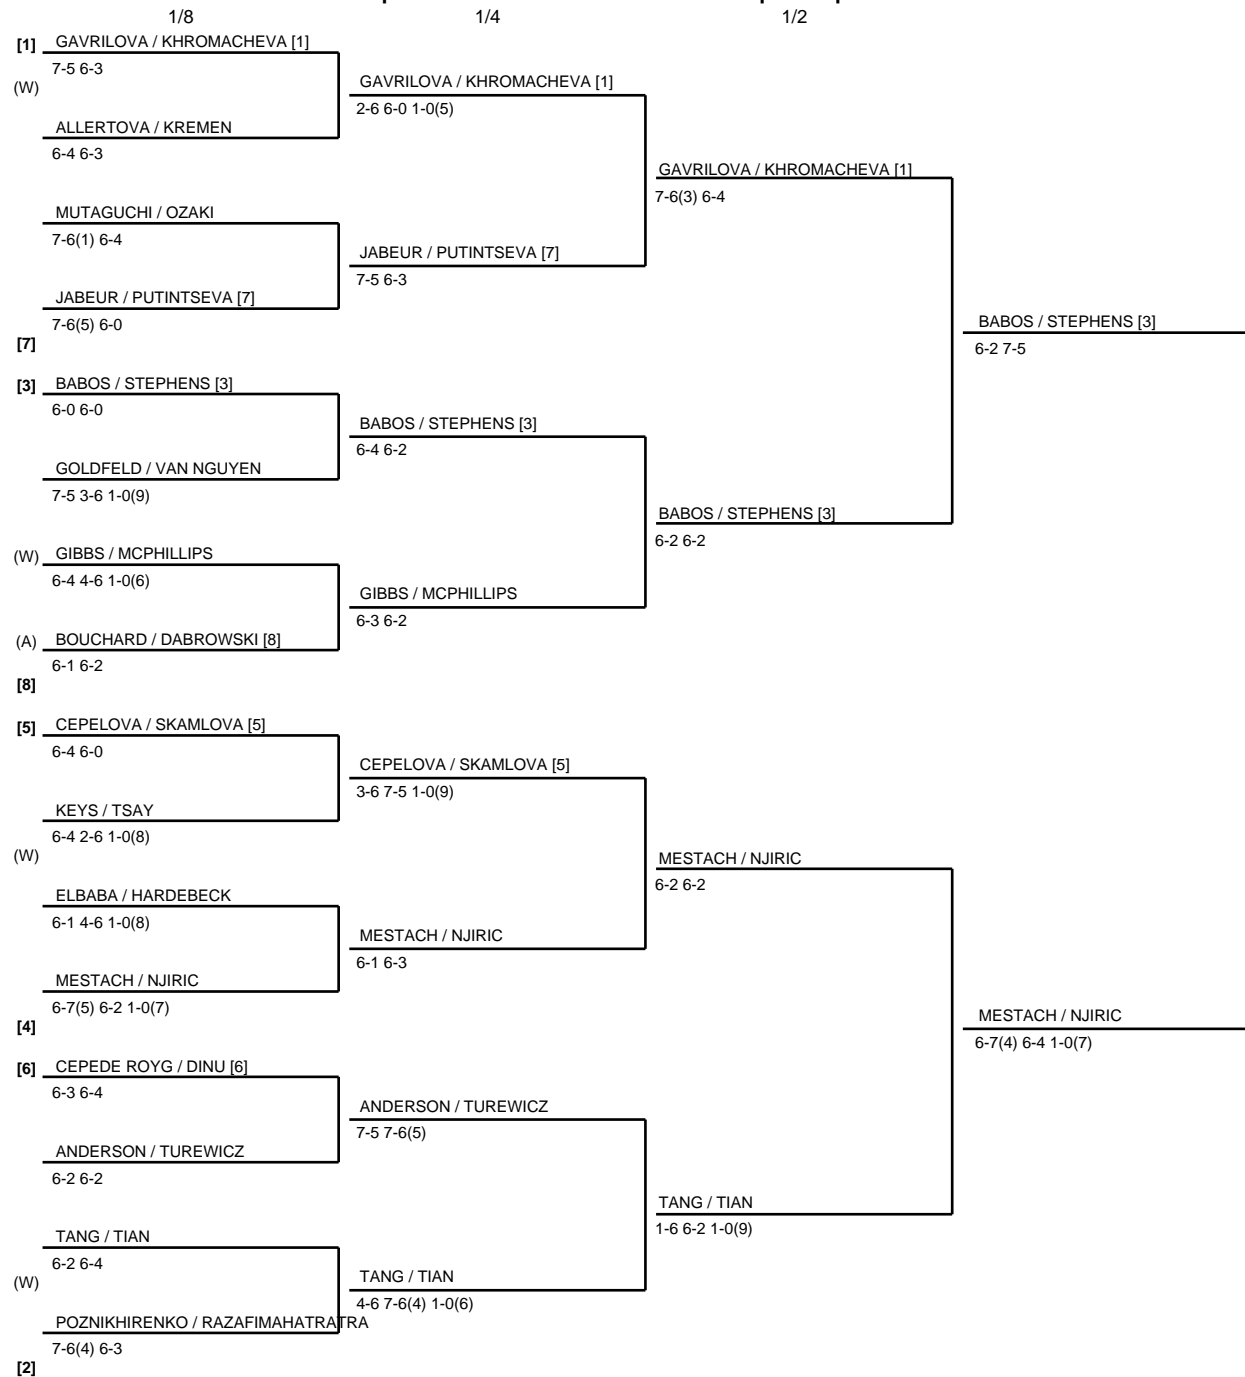 1/8 1/4 1/2
[1] GAVRILOVA / KHROMACHEVA [1]
7-5 6-3
(W)
GAVRILOVA / KHROMACHEVA [1]
2-6 6-0 1-0(5)
ALLERTOVA / KREMEN
6-4 6-3
GAVRILOVA / KHROMACHEVA [1]
7-6(3) 6-4
MUTAGUCHI / OZAKI
7-6(1) 6-4
JABEUR / PUTINTSEVA [7]
7-5 6-3
JABEUR / PUTINTSEVA [7]
7-6(5) 6-0
[7]
BABOS / STEPHENS [3]
6-2 7-5
[3] BABOS / STEPHENS [3]
6-0 6-0
BABOS / STEPHENS [3]
6-4 6-2
GOLDFELD / VAN NGUYEN
7-5 3-6 1-0(9)
BABOS / STEPHENS [3]
6-2 6-2
(W) GIBBS / MCPHILLIPS
6-4 4-6 1-0(6)
GIBBS / MCPHILLIPS
6-3 6-2
(A) BOUCHARD / DABROWSKI [8]
6-1 6-2
[8]
[5] CEPELOVA / SKAMLOVA [5]
6-4 6-0
CEPELOVA / SKAMLOVA [5]
3-6 7-5 1-0(9)
KEYS / TSAY
6-4 2-6 1-0(8)
(W)
MESTACH / NJIRIC
6-2 6-2
ELBABA / HARDEBECK
6-1 4-6 1-0(8)
MESTACH / NJIRIC
6-1 6-3
MESTACH / NJIRIC
6-7(5) 6-2 1-0(7)
[4]
MESTACH / NJIRIC
6-7(4) 6-4 1-0(7)
[6] CEPEDE ROYG / DINU [6]
6-3 6-4
ANDERSON / TUREWICZ
7-5 7-6(5)
ANDERSON / TUREWICZ
6-2 6-2
TANG / TIAN
1-6 6-2 1-0(9)
TANG / TIAN
6-2 6-4
(W)
TANG / TIAN
4-6 7-6(4) 1-0(6)
POZNIKHIRENKO / RAZAFIMAHATRATRA
7-6(4) 6-3
[2]